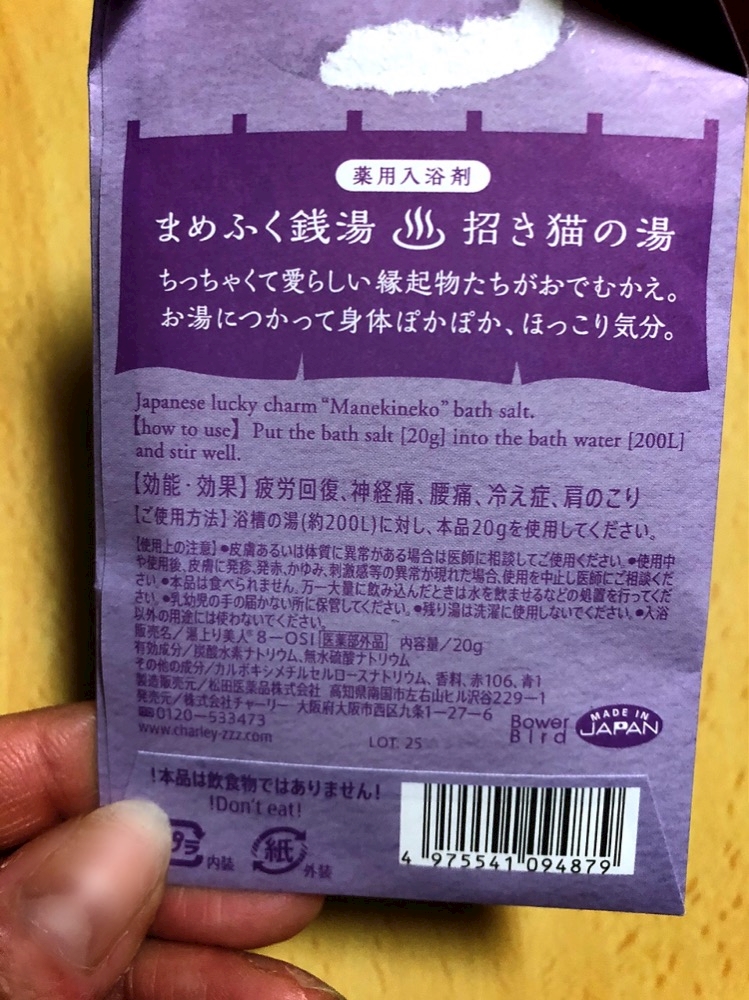 薬用入浴剤
まめふく銭湯 ♨ 招き猫の湯
ちっちゃくて愛らしい縁起物たちがおでむかえ。
お湯につかって身体ぽかぽか、ほっこり気分。
Japanese lucky charm “Manekineko” bath salt.
【how to use】 Put the bath salt [20g] into the bath water [200L]
and stir well.
【効能・効果】疲労回復、神経痛、腰痛、冷え症、肩のこり
【ご使用方法】浴槽の湯(約200L)に対し、本品20gを使用してください。
【使用上の注意】●皮膚あるいは体質に異常がある場合は医師に相談してご使用ください。●使用中
や使用後、皮膚に発疹、発赤、かゆみ、刺激感等の異常が現れた場合、使用を中止し医師にご相談くだ
さい。●本品は食べられません。万一大量に飲み込んだときは水を飲ませるなどの処置を行ってくだ
さい。●乳幼児の手の届かない所に保管してください。●残り湯は洗濯に使用しないでください。●入浴
以外の用途には使わないでください。
販売名/湯上り美人® 8-OSI 医薬部外品 内容量/20g
有効成分/炭酸水素ナトリウム、無水硫酸ナトリウム
その他の成分/カルボキシメチルセルロースナトリウム、香料、赤106、青1
製造販売元/松田医薬品株式会社 高知県南国市左右山ヒル沢谷229-1
発売元/株式会社チャーリー 大阪府大阪市西区九条1-27-6
0120-533473
www.charley-zzz.com
LOT. 25
Bower
Bird
MADE IN
JAPAN
!本品は飲食物ではありません!
!Don't eat!
プラ 内装 紙 外装
4 975541 094879